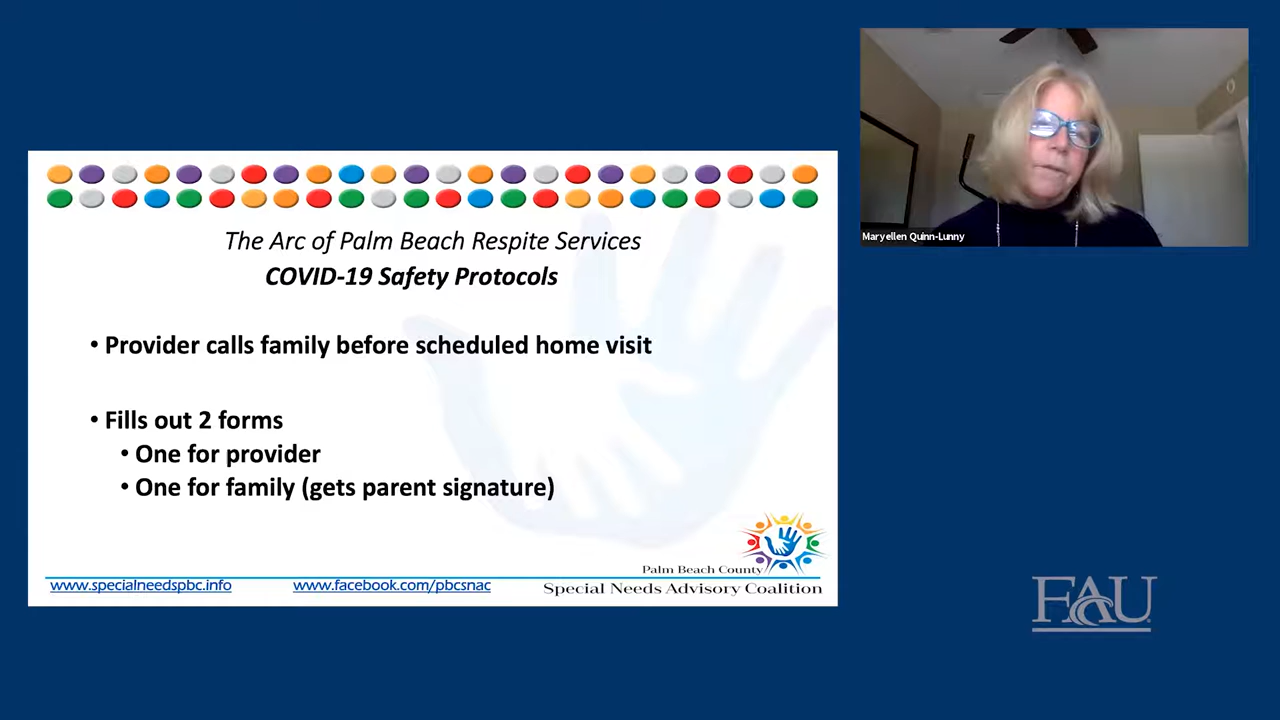 The Arc of Palm Beach Respite Services
COVID-19 Safety Protocols
• Provider calls family before scheduled home visit
• Fills out 2 forms
• One for provider
• One for family (gets parent signature)
Palm Beach County
www.specialneedspbc.info
www.facebook.com/pbcsnac
Special Needs Advisory Coalition
Maryellen Quinn-Lunny
FAU